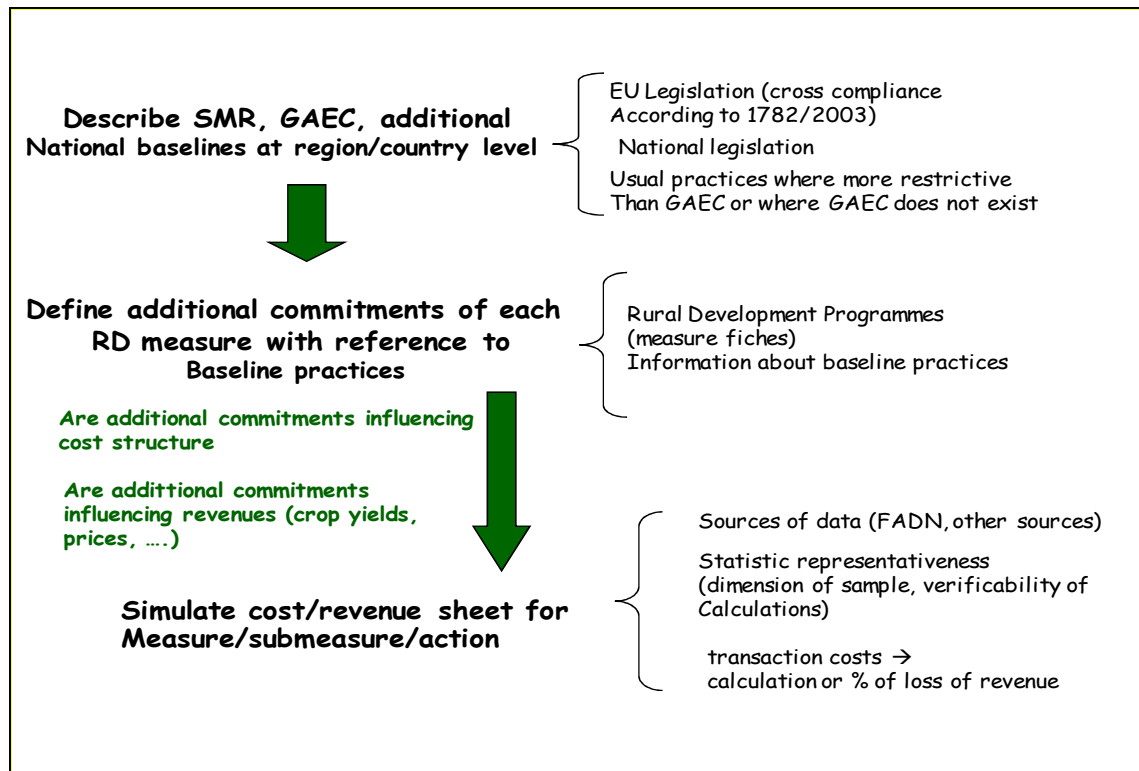 Describe SMR, GAEC, additional
National baselines at region/country level
EU Legislation (cross compliance
According to 1782/2003)
National legislation
Usual practices where more restrictive
Than GAEC or where GAEC does not exist
Define additional commitments of each
RD measure with reference to
Baseline practices
Rural Development Programmes
(measure fiches)
Information about baseline practices
Are additional commitments influencing
cost structure
Are addittional commitments
influencing revenues (crop yields,
prices, ….)
Simulate cost/revenue sheet for
Measure/submeasure/action
Sources of data (FADN, other sources)
Statistic representativeness
(dimension of sample, verificability of
Calculations)
transaction costs →
calculation or % of loss of revenue